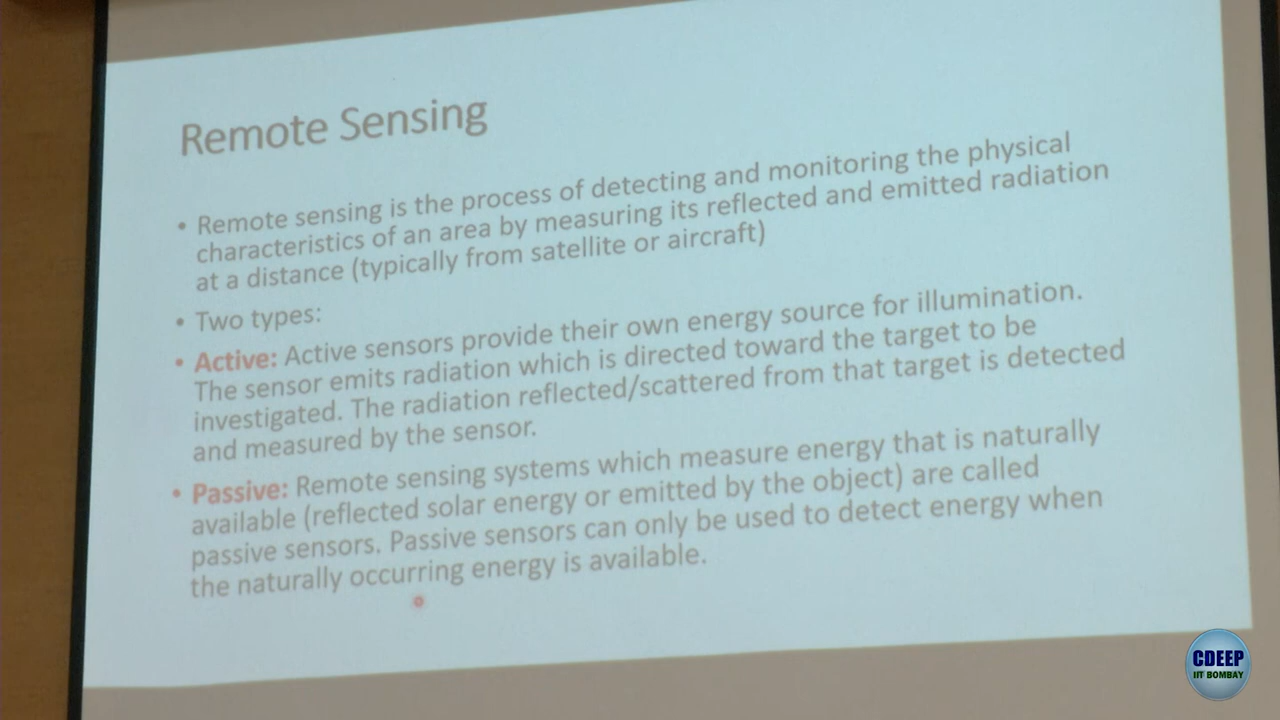 Remote Sensing
• Remote sensing is the process of detecting and monitoring the physical
characteristics of an area by measuring its reflected and emitted radiation
at a distance (typically from satellite or aircraft)
• Two types:
• Active: Active sensors provide their own energy source for illumination.
The sensor emits radiation which is directed toward the target to be
investigated. The radiation reflected/scattered from that target is detected
and measured by the sensor.
• Passive: Remote sensing systems which measure energy that is naturally
available (reflected solar energy or emitted by the object) are called
passive sensors. Passive sensors can only be used to detect energy when
the naturally occurring energy is available.
CDEEP
IIT BOMBAY